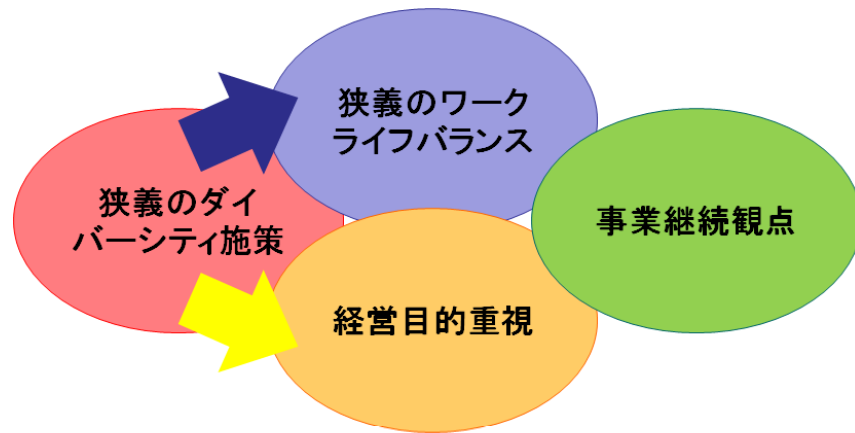 狭義のワーク
ライフバランス
狭義のダイ
バーシティ施策
事業継続観点
経営目的重視